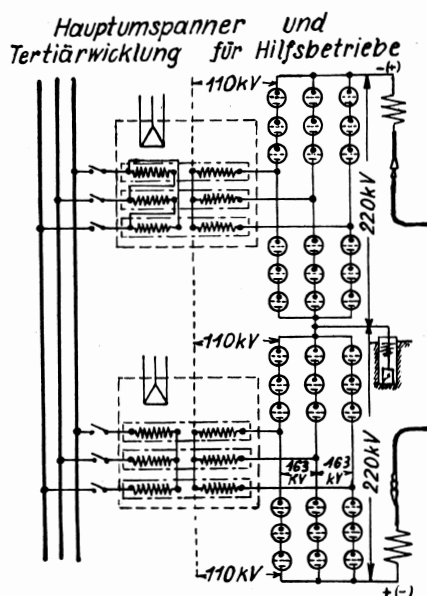 Hauptumspanner und
Tertiärwicklung für Hilfsbetriebe
110kV
-(+)
220kV
110kV
163 kV
163 kV
220kV
110kV
+(-)